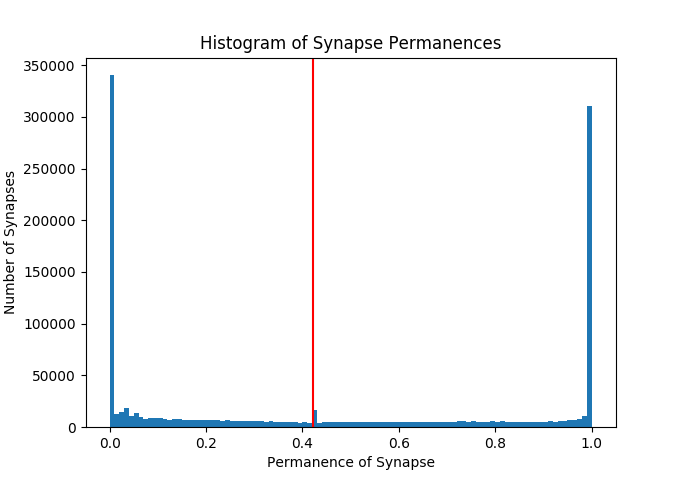 Histogram of Synapse Permanences
350000
300000
250000
200000
150000
100000
50000
0
Number of Synapses
0.0 0.2 0.4 0.6 0.8 1.0
Permanence of Synapse